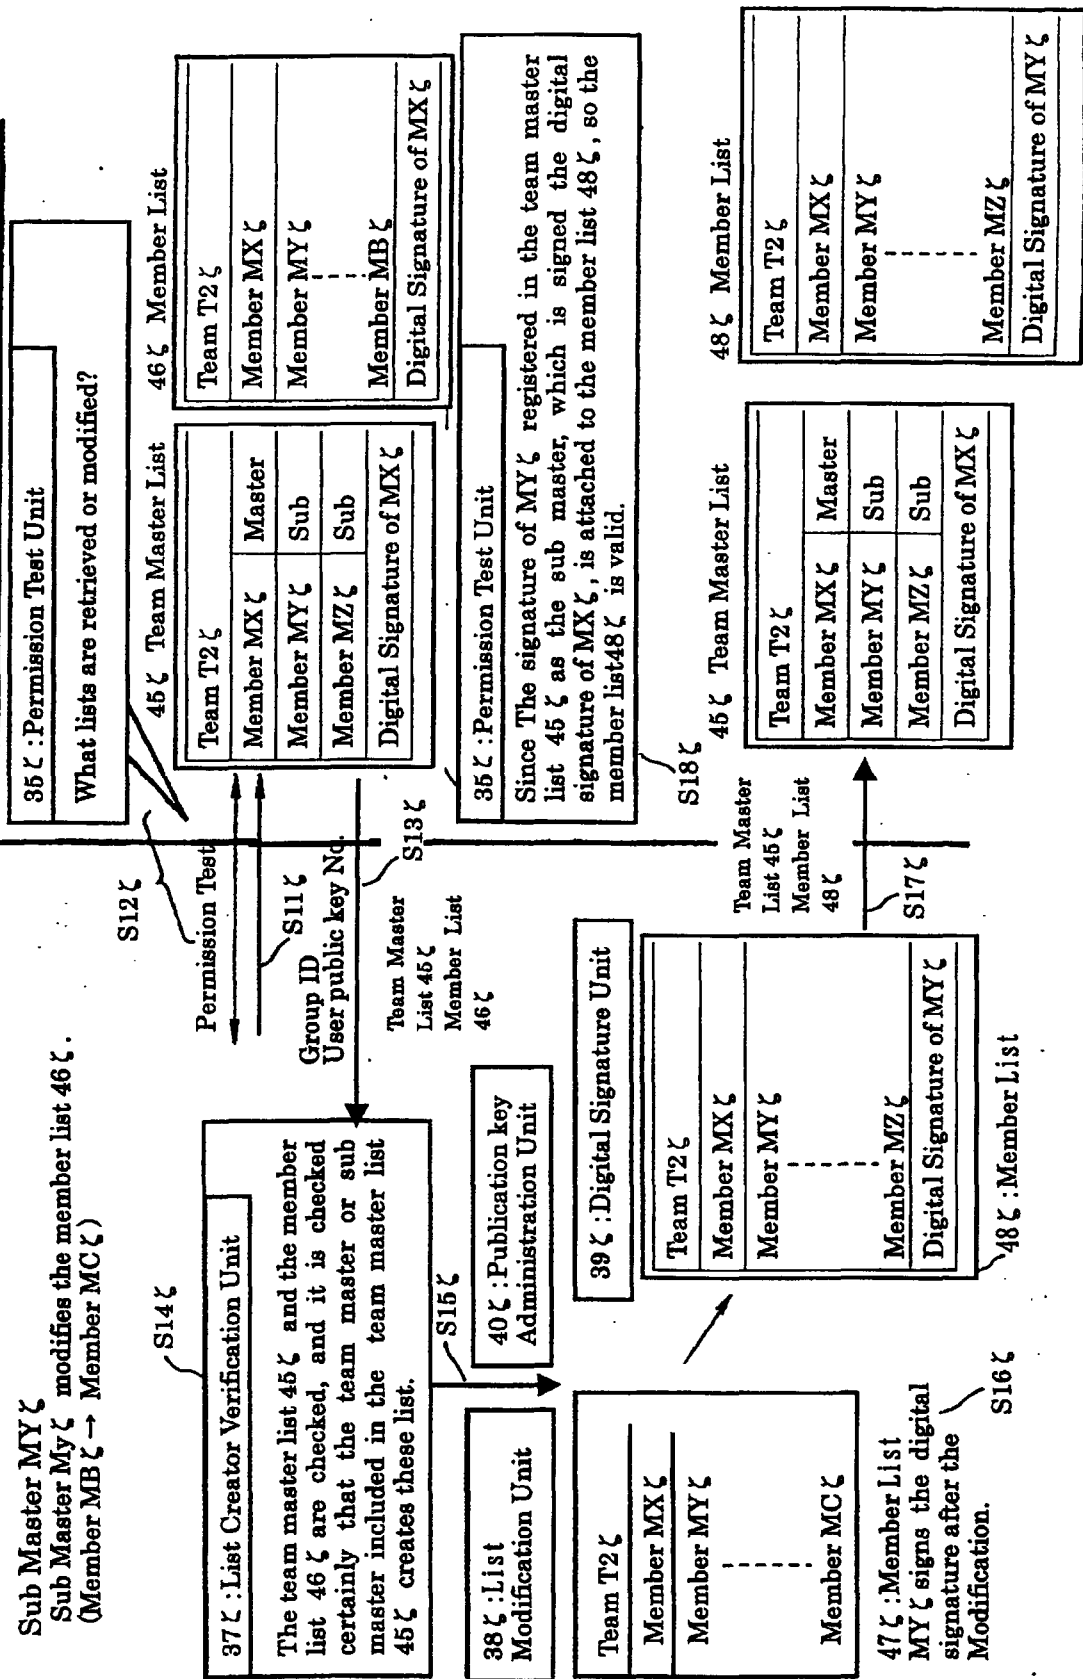 Sub Master MYζ
Sub Master Myζ modifies the member list 46ζ.
(Member MBζ → Member MCζ)
S14ζ
37ζ:List Creator Verification Unit
The team master list 45ζ and the member
list 46ζ are checked, and it is checked
certainly that the team master or sub
master included in the team master list
45ζ creates these list.
S15ζ
38ζ:List
Modification Unit
40ζ:Publication key
Administration Unit
Team T2ζ
Member MXζ
Member MYζ
Member MCζ
47ζ:Member List
MYζ signs the digital
signature after the
Modification.
S16ζ
39ζ:Digital Signature Unit
Team T2ζ
Member MXζ
Member MYζ
Member MZζ
Digital Signature of MYζ
48ζ:Member List
S12ζ
Permission Test
S11ζ
Group ID
User public key No.
S13ζ
Team Master
List 45ζ
Member List
46ζ
Team Master
List 45ζ
Member List
48ζ
S17ζ
35ζ:Permission Test Unit
What lists are retrieved or modified?
45ζ Team Master List
Team T2ζ
Member MXζ Master
Member MYζ Sub
Member MZζ Sub
Digital Signature of MXζ
46ζ Member List
Team T2ζ
Member MXζ
Member MYζ
Member MBζ
Digital Signature of MXζ
35ζ:Permission Test Unit
Since The signature of MYζ registered in the team master
list 45ζ as the sub master, which is signed the digital
signature of MXζ, is attached to the member list 48ζ, so the
member list48ζ is valid.
S18ζ
45ζ Team Master List
Team T2ζ
Member MXζ Master
Member MYζ Sub
Member MZζ Sub
Digital Signature of MXζ
48ζ Member List
Team T2ζ
Member MXζ
Member MYζ
Member MZζ
Digital Signature of MYζ